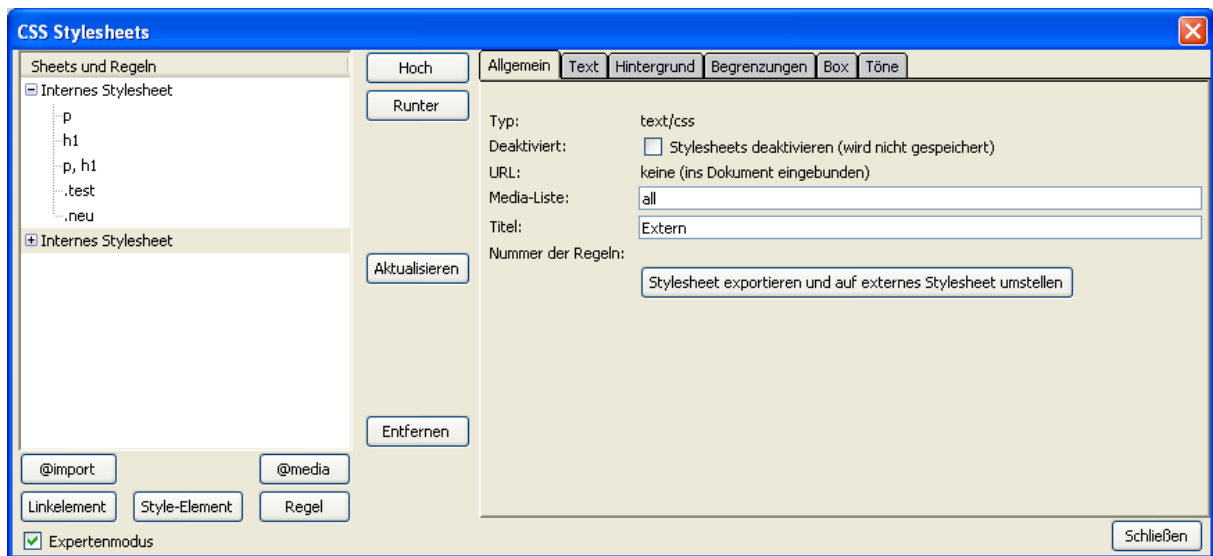 CSS Stylesheets
Sheets und Regeln
Internes Stylesheet
p
h1
p, h1
.test
.neu
Internes Stylesheet
@import
@media
Linkelement
Style-Element
Regel
Expertenmodus
Hoch
Runter
Aktualisieren
Entfernen
Allgemein Text Hintergrund Begrenzungen Box Töne
Typ: text/css
Deaktiviert: Stylesheets deaktivieren (wird nicht gespeichert)
URL: keine (ins Dokument eingebunden)
Media-Liste: all
Titel: Extern
Nummer der Regeln:
Stylesheet exportieren und auf externes Stylesheet umstellen
Schließen